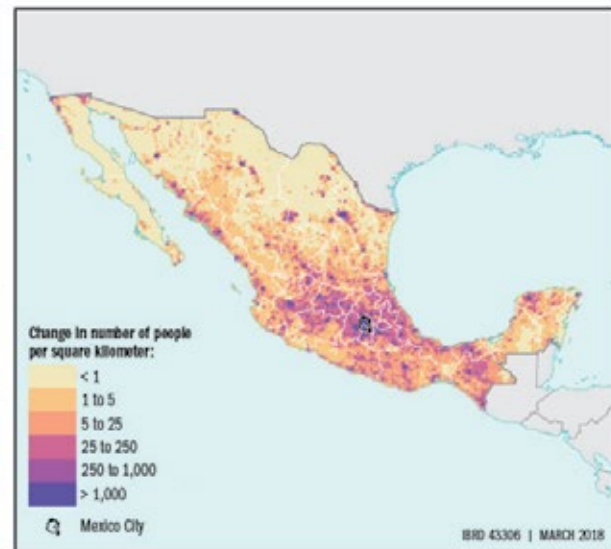 Change in number of people
per square kilometer:
< 1
1 to 5
5 to 25
25 to 250
250 to 1,000
> 1,000
Mexico City
IBRD 43306 | MARCH 2018